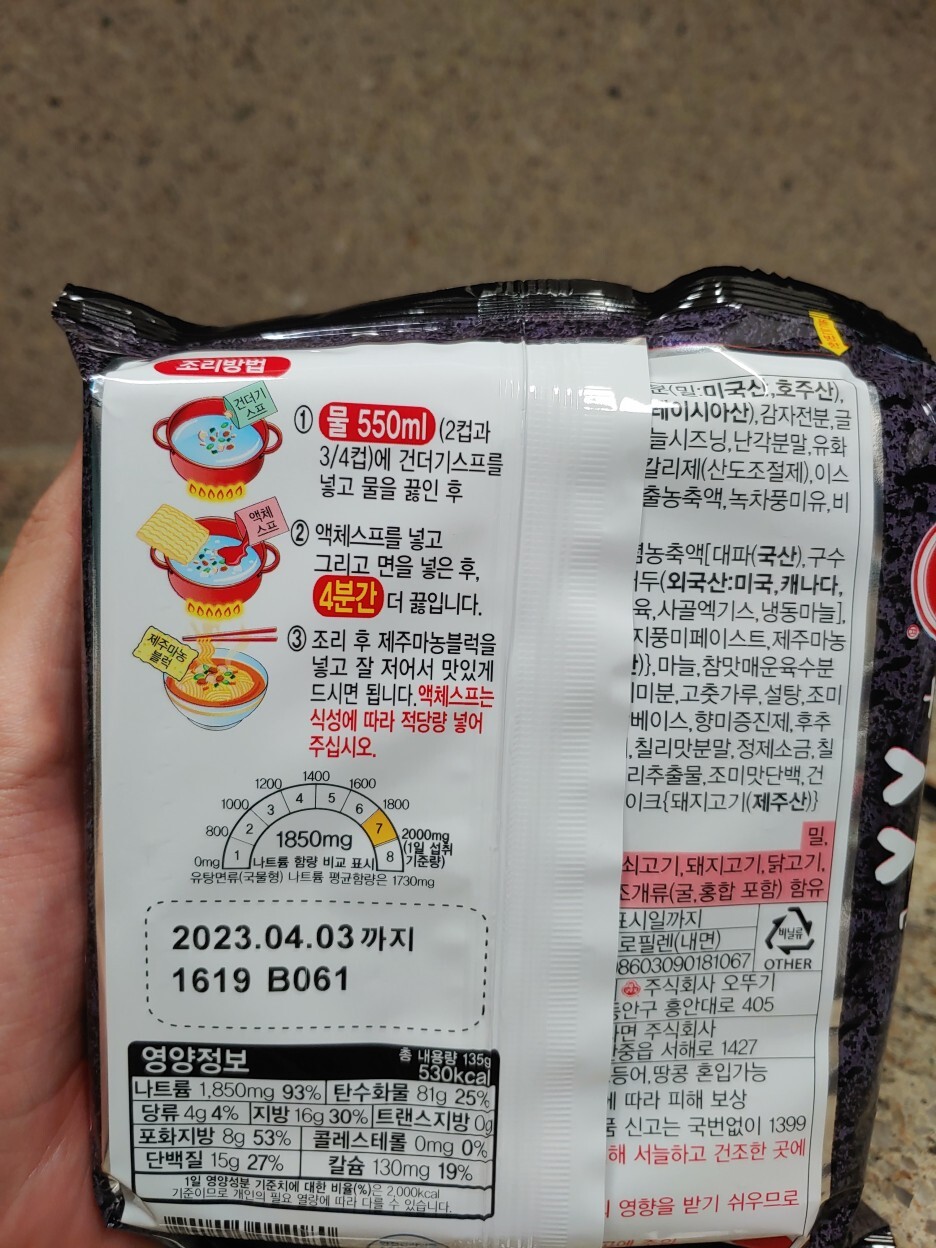 조리방법
건더기
스프
① 물 550ml (2컵과
3/4컵)에 건더기스프를
넣고 물을 끓인 후
액체
스프
② 액체스프를 넣고
그리고 면을 넣은 후,
4분간 더 끓입니다.
제주마농
블럭
③ 조리 후 제주마농블럭을
넣고 잘 저어서 맛있게
드시면 됩니다. 액체스프는
식성에 따라 적당량 넣어
주십시오.
0mg 800 1000 1200 1400 1600 1800 2000mg
(1일 섭취
기준량)
1 2 3 4 5 6 7 8
1850mg
나트륨 함량 비교 표시
유탕면류(국물형) 나트륨 평균함량은 1730mg
2023.04.03까지
1619 B061
영양정보
총 내용량 135g
530kcal
나트륨 1,850mg 93% 탄수화물 81g 25%
당류 4g 4% 지방 16g 30% 트랜스지방 0g
포화지방 8g 53% 콜레스테롤 0mg 0%
단백질 15g 27% 칼슘 130mg 19%
1일 영양성분 기준치에 대한 비율(%)은 2,000kcal
기준이므로 개인의 필요 열량에 따라 다를 수 있습니다.
(밀:미국산,호주산),
레이시아산),감자전분,글
늘시즈닝,난각분말,유화
칼리제(산도조절제),이스
출농축액,녹차풍미유,비
농축액[대파(국산),구수
두(외국산:미국,캐나다,
육,사골엑기스,냉동마늘],
지풍미페이스트,제주마농
)},마늘,참맛매운육수분
미분,고춧가루,설탕,조미
베이스,향미증진제,후추
,칠리맛분말,정제소금,칠
리추출물,조미맛단백,건
이크{돼지고기(제주산)}
밀,
쇠고기,돼지고기,닭고기,
조개류(굴,홍합 포함) 함유
표시일까지
로필렌(내면)
8603090181067
비닐류
OTHER
주식회사 오뚜기
동안구 흥안대로 405
라면 주식회사
중읍 서해로 1427
등어,땅콩 혼입가능
에 따라 피해 보상
품 신고는 국번없이 1399
해 서늘하고 건조한 곳에
영향을 받기 쉬우므로